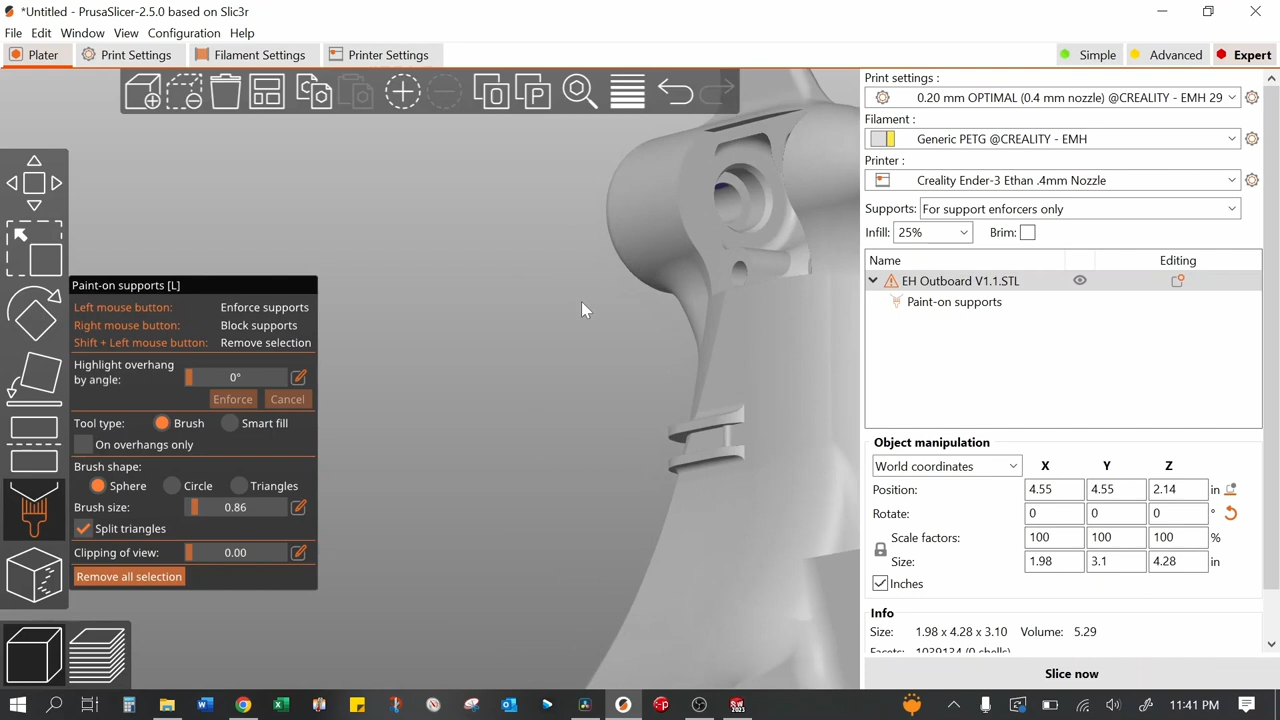 *Untitled - PrusaSlicer-2.5.0 based on Slic3r
File Edit Window View Configuration Help
Plater Print Settings Filament Settings Printer Settings Simple Advanced Expert
Print settings :
0.20 mm OPTIMAL (0.4 mm nozzle) @CREALITY - EMH 29
Filament :
Generic PETG @CREALITY - EMH
Printer :
Creality Ender-3 Ethan .4mm Nozzle
Supports: For support enforcers only
Infill: 25% Brim:
Name Editing
EH Outboard V1.1.STL
Paint-on supports
Paint-on supports [L]
Left mouse button: Enforce supports
Right mouse button: Block supports
Shift + Left mouse button: Remove selection
Highlight overhang
by angle: 0°
Enforce Cancel
Tool type: Brush Smart fill
On overhangs only
Brush shape:
Sphere Circle Triangles
Brush size: 0.86
Split triangles
Clipping of view: 0.00
Remove all selection
Object manipulation
World coordinates X Y Z
Position: 4.55 4.55 2.14 in
Rotate: 0 0 0 °
Scale factors: 100 100 100 %
Size: 1.98 3.1 4.28 in
Inches
Info
Size: 1.98 x 4.28 x 3.10 Volume: 5.29
Facets: 1039134 (0 shells)
Slice now
11:41 PM